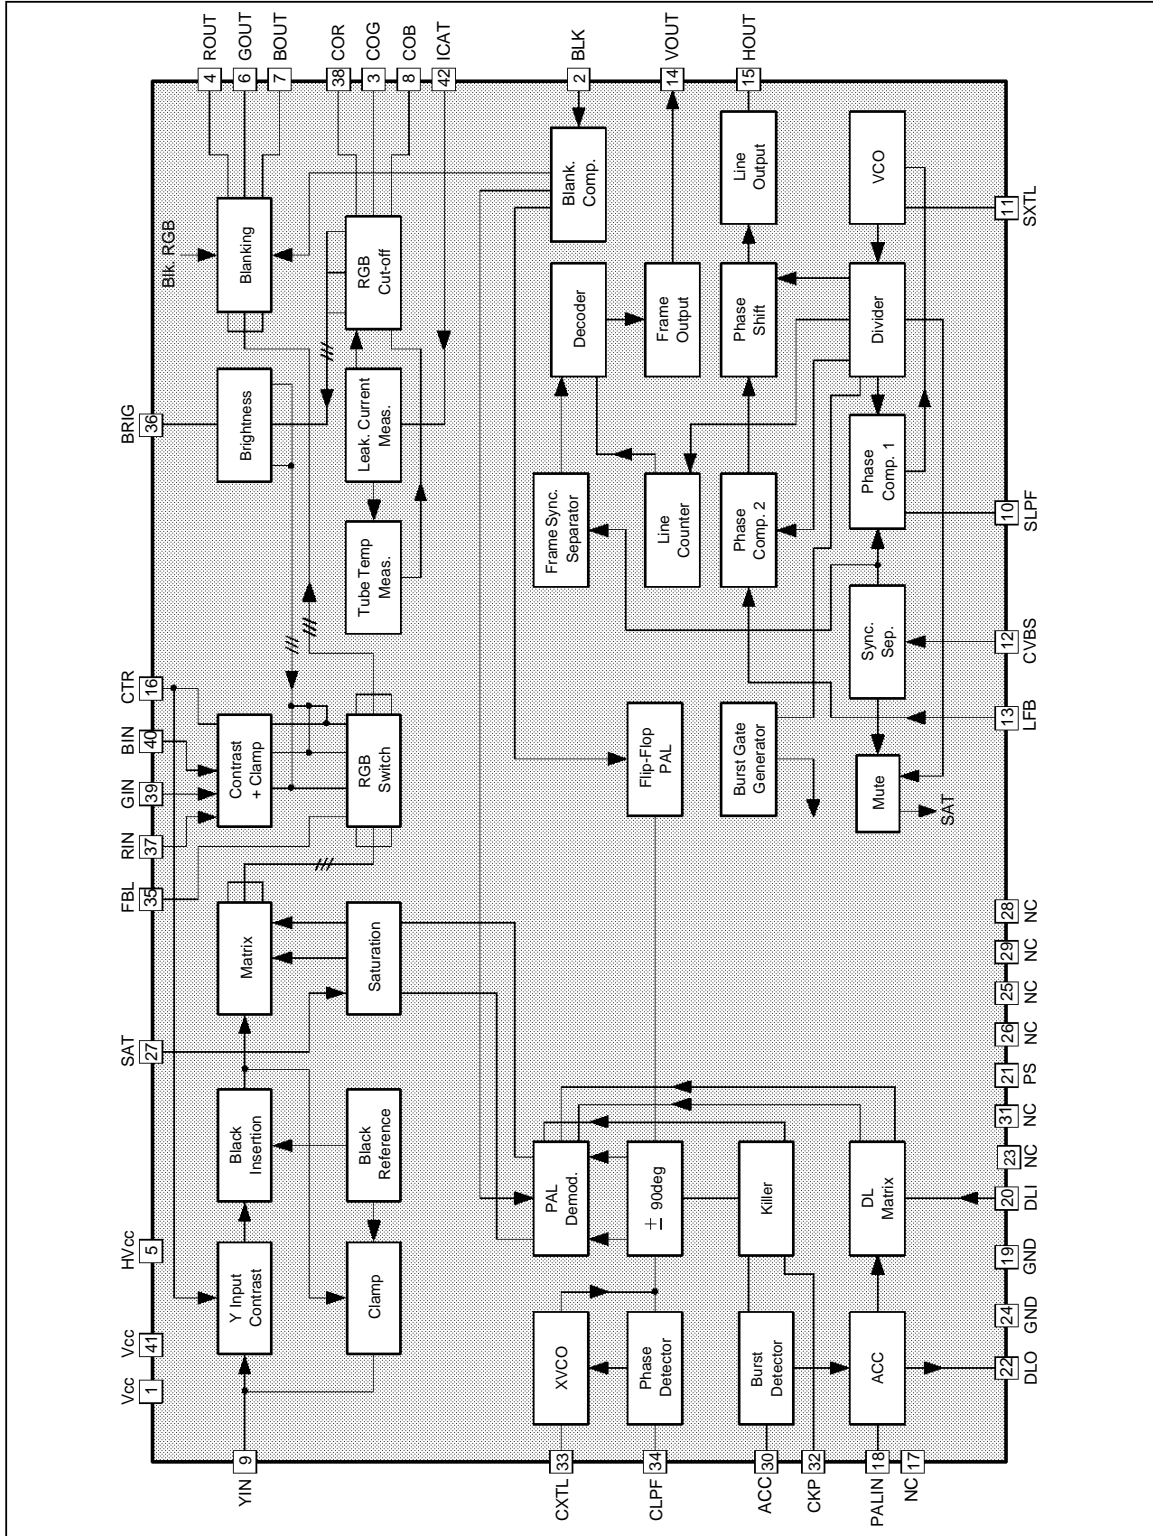 ROUT
4
GOUT
6
BOUT
7
COR
38
COG
3
COB
8
ICAT
42
BLK
2
VOUT
14
HOUT
15
Blk. RGB
Blanking
RGB
Cut-off
Blank.
Comp.
Line
Output
VCO
11
SXTL
Decoder
Frame
Output
Phase
Shift
Divider
BRIG
36
Brightness
Leak. Current
Meas.
Tube Temp
Meas.
Frame Sync.
Separator
Line
Counter
Phase
Comp. 2
Phase
Comp. 1
10
SLPF
Sync.
Sep.
12
CVBS
13
LFB
CTR
16
BIN
40
GIN
39
RIN
37
FBL
35
Contrast
+ Clamp
RGB
Switch
Flip-Flop
PAL
Burst Gate
Generator
Mute
SAT
28
NC
29
NC
25
NC
26
NC
21
PS
31
NC
23
NC
20
DLI
19
GND
24
GND
22
DLO
Matrix
Saturation
SAT
27
Black
Insertion
Black
Reference
PAL
Demod.
± 90deg
Killer
DL
Matrix
HVcc
5
Vcc
41
Vcc
1
Y Input
Contrast
Clamp
XVCO
Phase
Detector
Burst
Detector
ACC
YIN
9
CXTL
33
CLPF
34
ACC
30
CKP
32
PALIN
18
NC
17